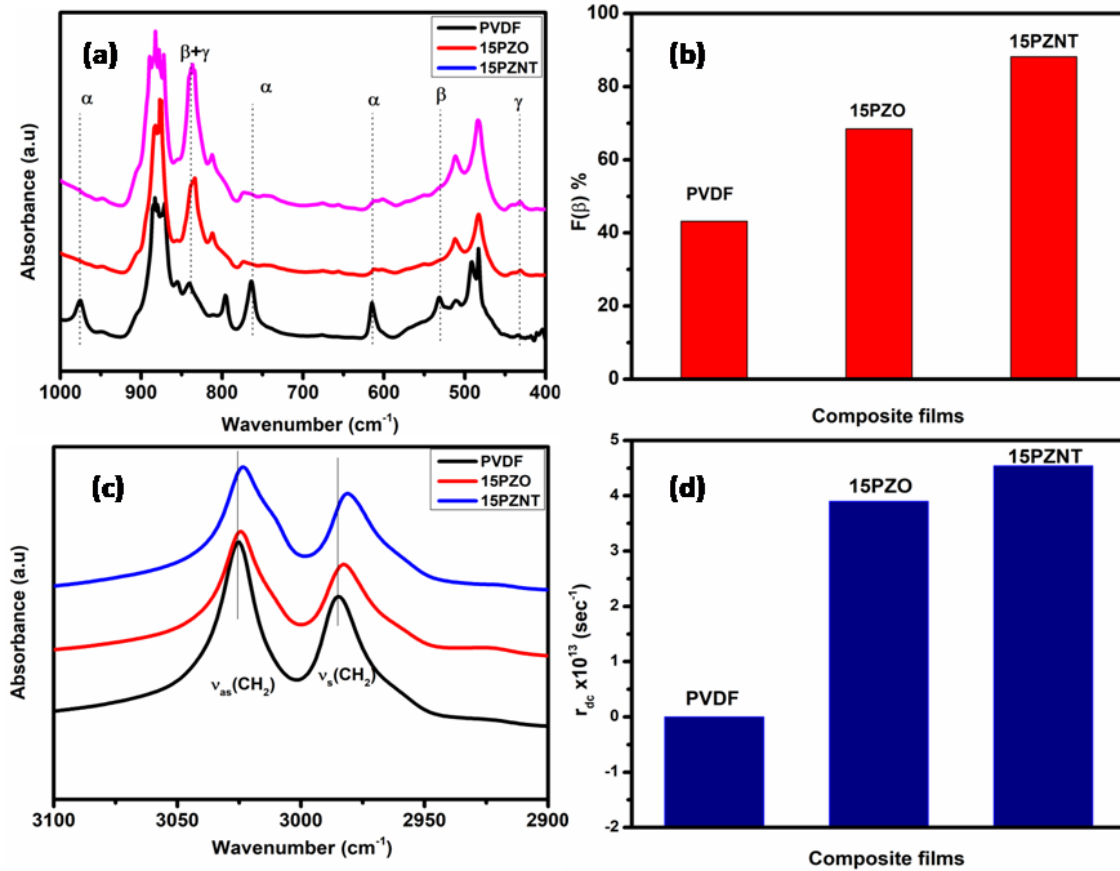 (a)
β+γ
PVDF
15PZO
15PZNT
α
α
α
β
γ
Absorbance (a.u)
1000 900 800 700 600 500 400
Wavenumber (cm⁻¹)
(b)
100
80
60
40
20
0
F(β) %
PVDF
15PZO
15PZNT
Composite films
(c)
PVDF
15PZO
15PZNT
νas(CH₂)
νs(CH₂)
Absorbance (a.u)
3100 3050 3000 2950 2900
Wavenumber (cm⁻¹)
(d)
5
4
3
2
1
0
-1
-2
r_dc x10¹³ (sec⁻¹)
PVDF
15PZO
15PZNT
Composite films